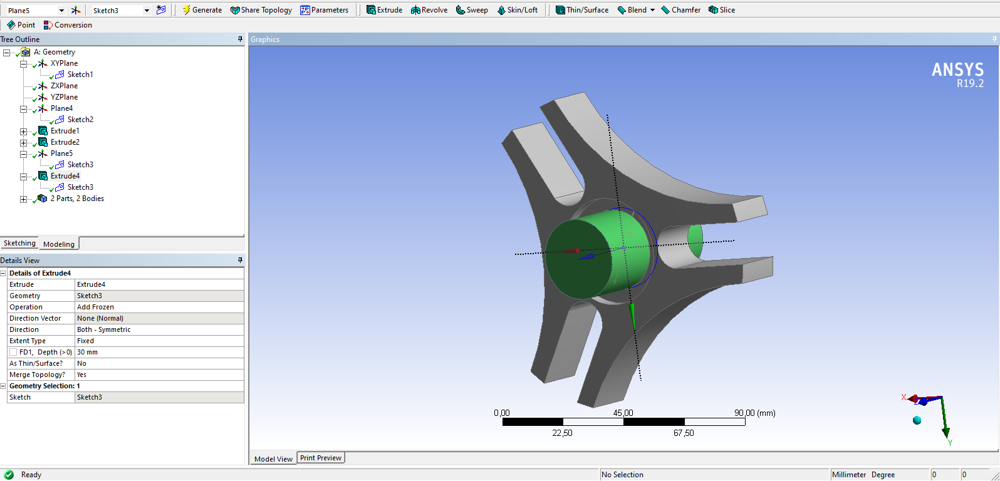 Plane5 Sketch3 Generate Share Topology Parameters Extrude Revolve Sweep Skin/Loft Thin/Surface Blend Chamfer Slice
Point Conversion
Tree Outline
A: Geometry
XYPlane
Sketch1
ZXPlane
YZPlane
Plane4
Sketch2
Extrude1
Extrude2
Plane5
Sketch3
Extrude4
Sketch3
2 Parts, 2 Bodies
Sketching Modeling
Details View
Details of Extrude4
Extrude Extrude4
Geometry Sketch3
Operation Add Frozen
Direction Vector None (Normal)
Direction Both - Symmetric
Extent Type Fixed
FD1, Depth (>0) 30 mm
As Thin/Surface? No
Merge Topology? Yes
Geometry Selection: 1
Sketch Sketch3
Graphics
ANSYS
R19.2
0,00 45,00 90,00 (mm)
22,50 67,50
X
Z
Y
Model View Print Preview
Ready No Selection Millimeter Degree 0 0